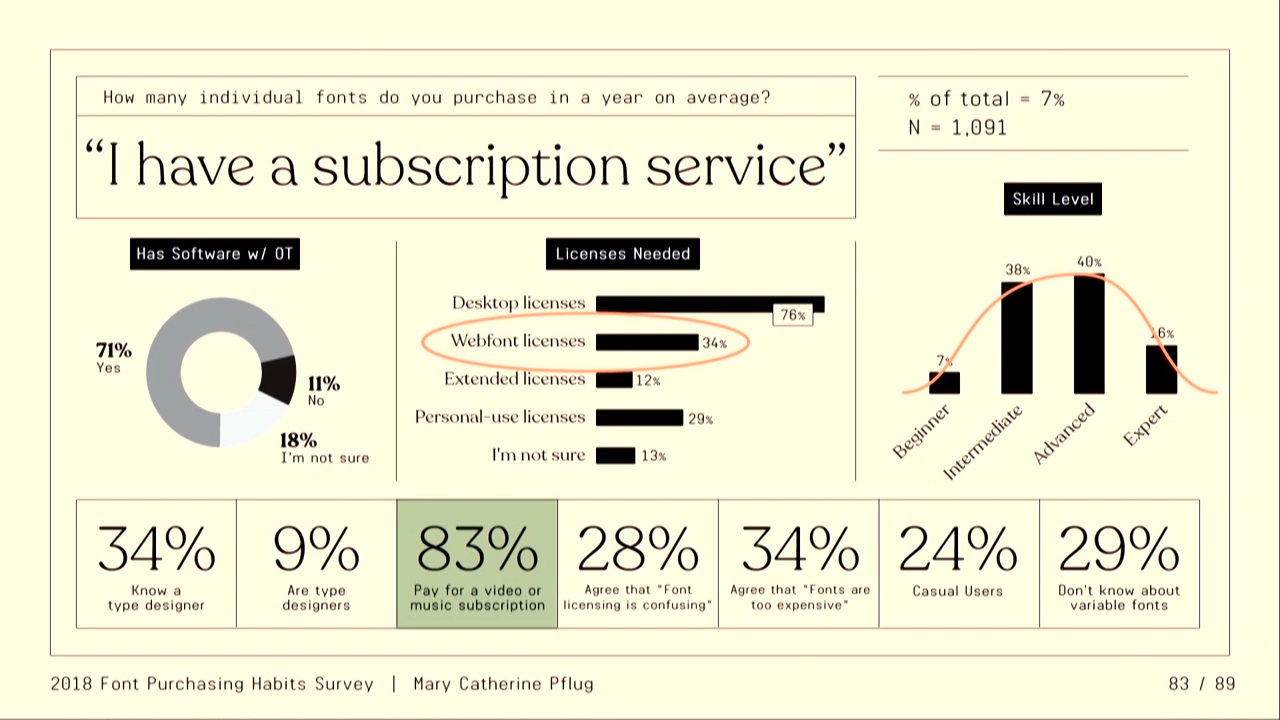 How many individual fonts do you purchase in a year on average?
“I have a subscription service”
% of total = 7%
N = 1,091
Skill Level
7%
38%
40%
16%
Beginner
Intermediate
Advanced
Expert
Has Software w/ OT
71%
Yes
11%
No
18%
I'm not sure
Licenses Needed
Desktop licenses 76%
Webfont licenses 34%
Extended licenses 12%
Personal-use licenses 29%
I'm not sure 13%
34%
Know a
type designer
9%
Are type
designers
83%
Pay for a video or
music subscription
28%
Agree that "Font
licensing is confusing"
34%
Agree that "Fonts are
too expensive"
24%
Casual Users
29%
Don't know about
variable fonts
2018 Font Purchasing Habits Survey | Mary Catherine Pflug
83 / 89